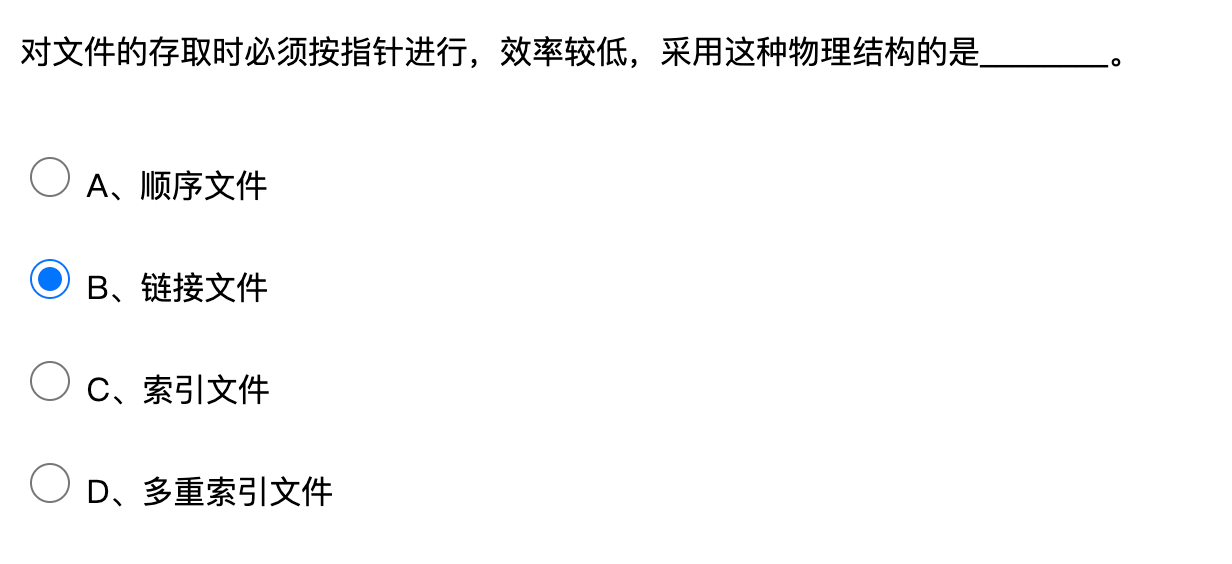 对文件的存取时必须按指针进行，效率较低，采用这种物理结构的是________。
A、顺序文件
B、链接文件
C、索引文件
D、多重索引文件